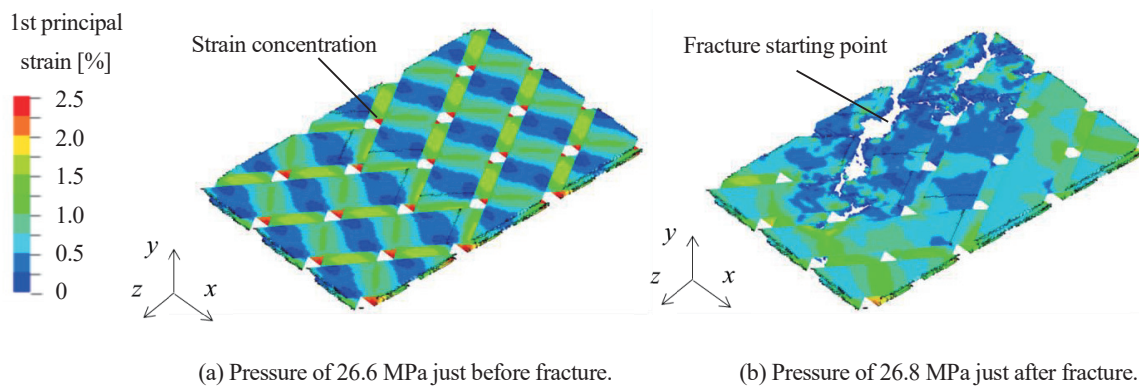 1st principal
strain [%]
2.5
2.0
1.5
1.0
0.5
0
Strain concentration
y
z
x
(a) Pressure of 26.6 MPa just before fracture.
Fracture starting point
y
z
x
(b) Pressure of 26.8 MPa just after fracture.